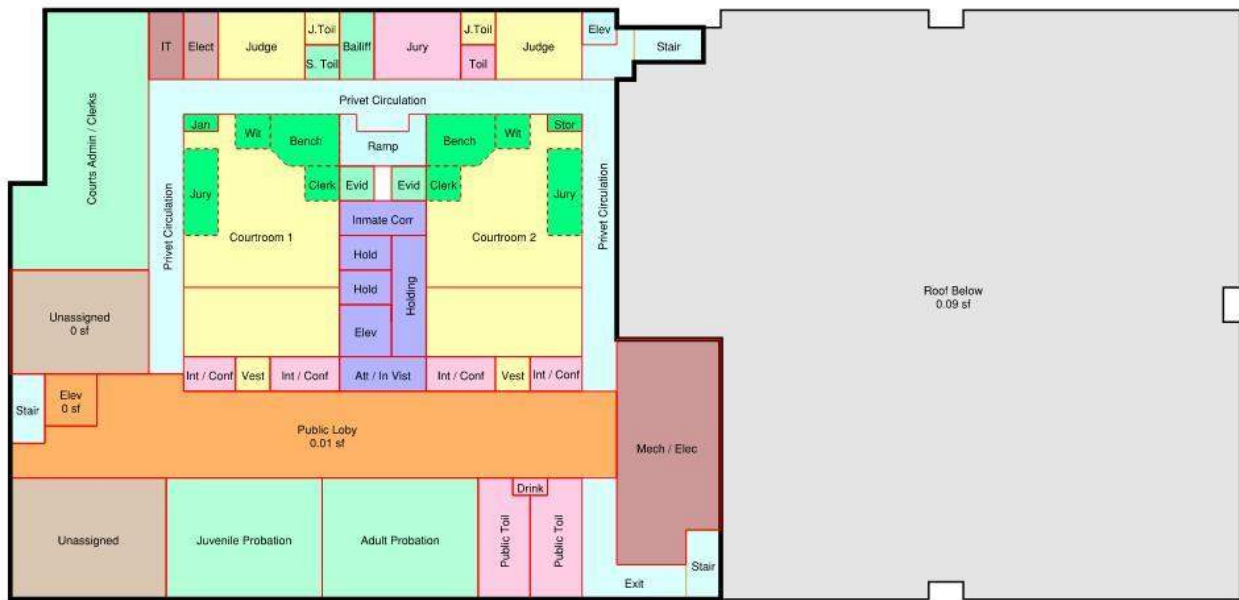 IT
Elect
Judge
J.Toil
S. Toil
Bailiff
Jury
J.Toil
Toil
Judge
Elev
Stair
Courts Admin / Clerks
Privet Circulation
Jan
Wit
Bench
Ramp
Bench
Wit
Stor
Jury
Clerk
Evid
Evid
Clerk
Jury
Privet Circulation
Courtroom 1
Inmate Corr
Courtroom 2
Privet Circulation
Hold
Hold
Holding
Elev
Roof Below
0.09 sf
Unassigned
0 sf
Int / Conf
Vest
Int / Conf
Att / In Vist
Int / Conf
Vest
Int / Conf
Stair
Elev
0 sf
Public Loby
0.01 sf
Mech / Elec
Unassigned
Juvenile Probation
Adult Probation
Public Toil
Drink
Public Toil
Exit
Stair